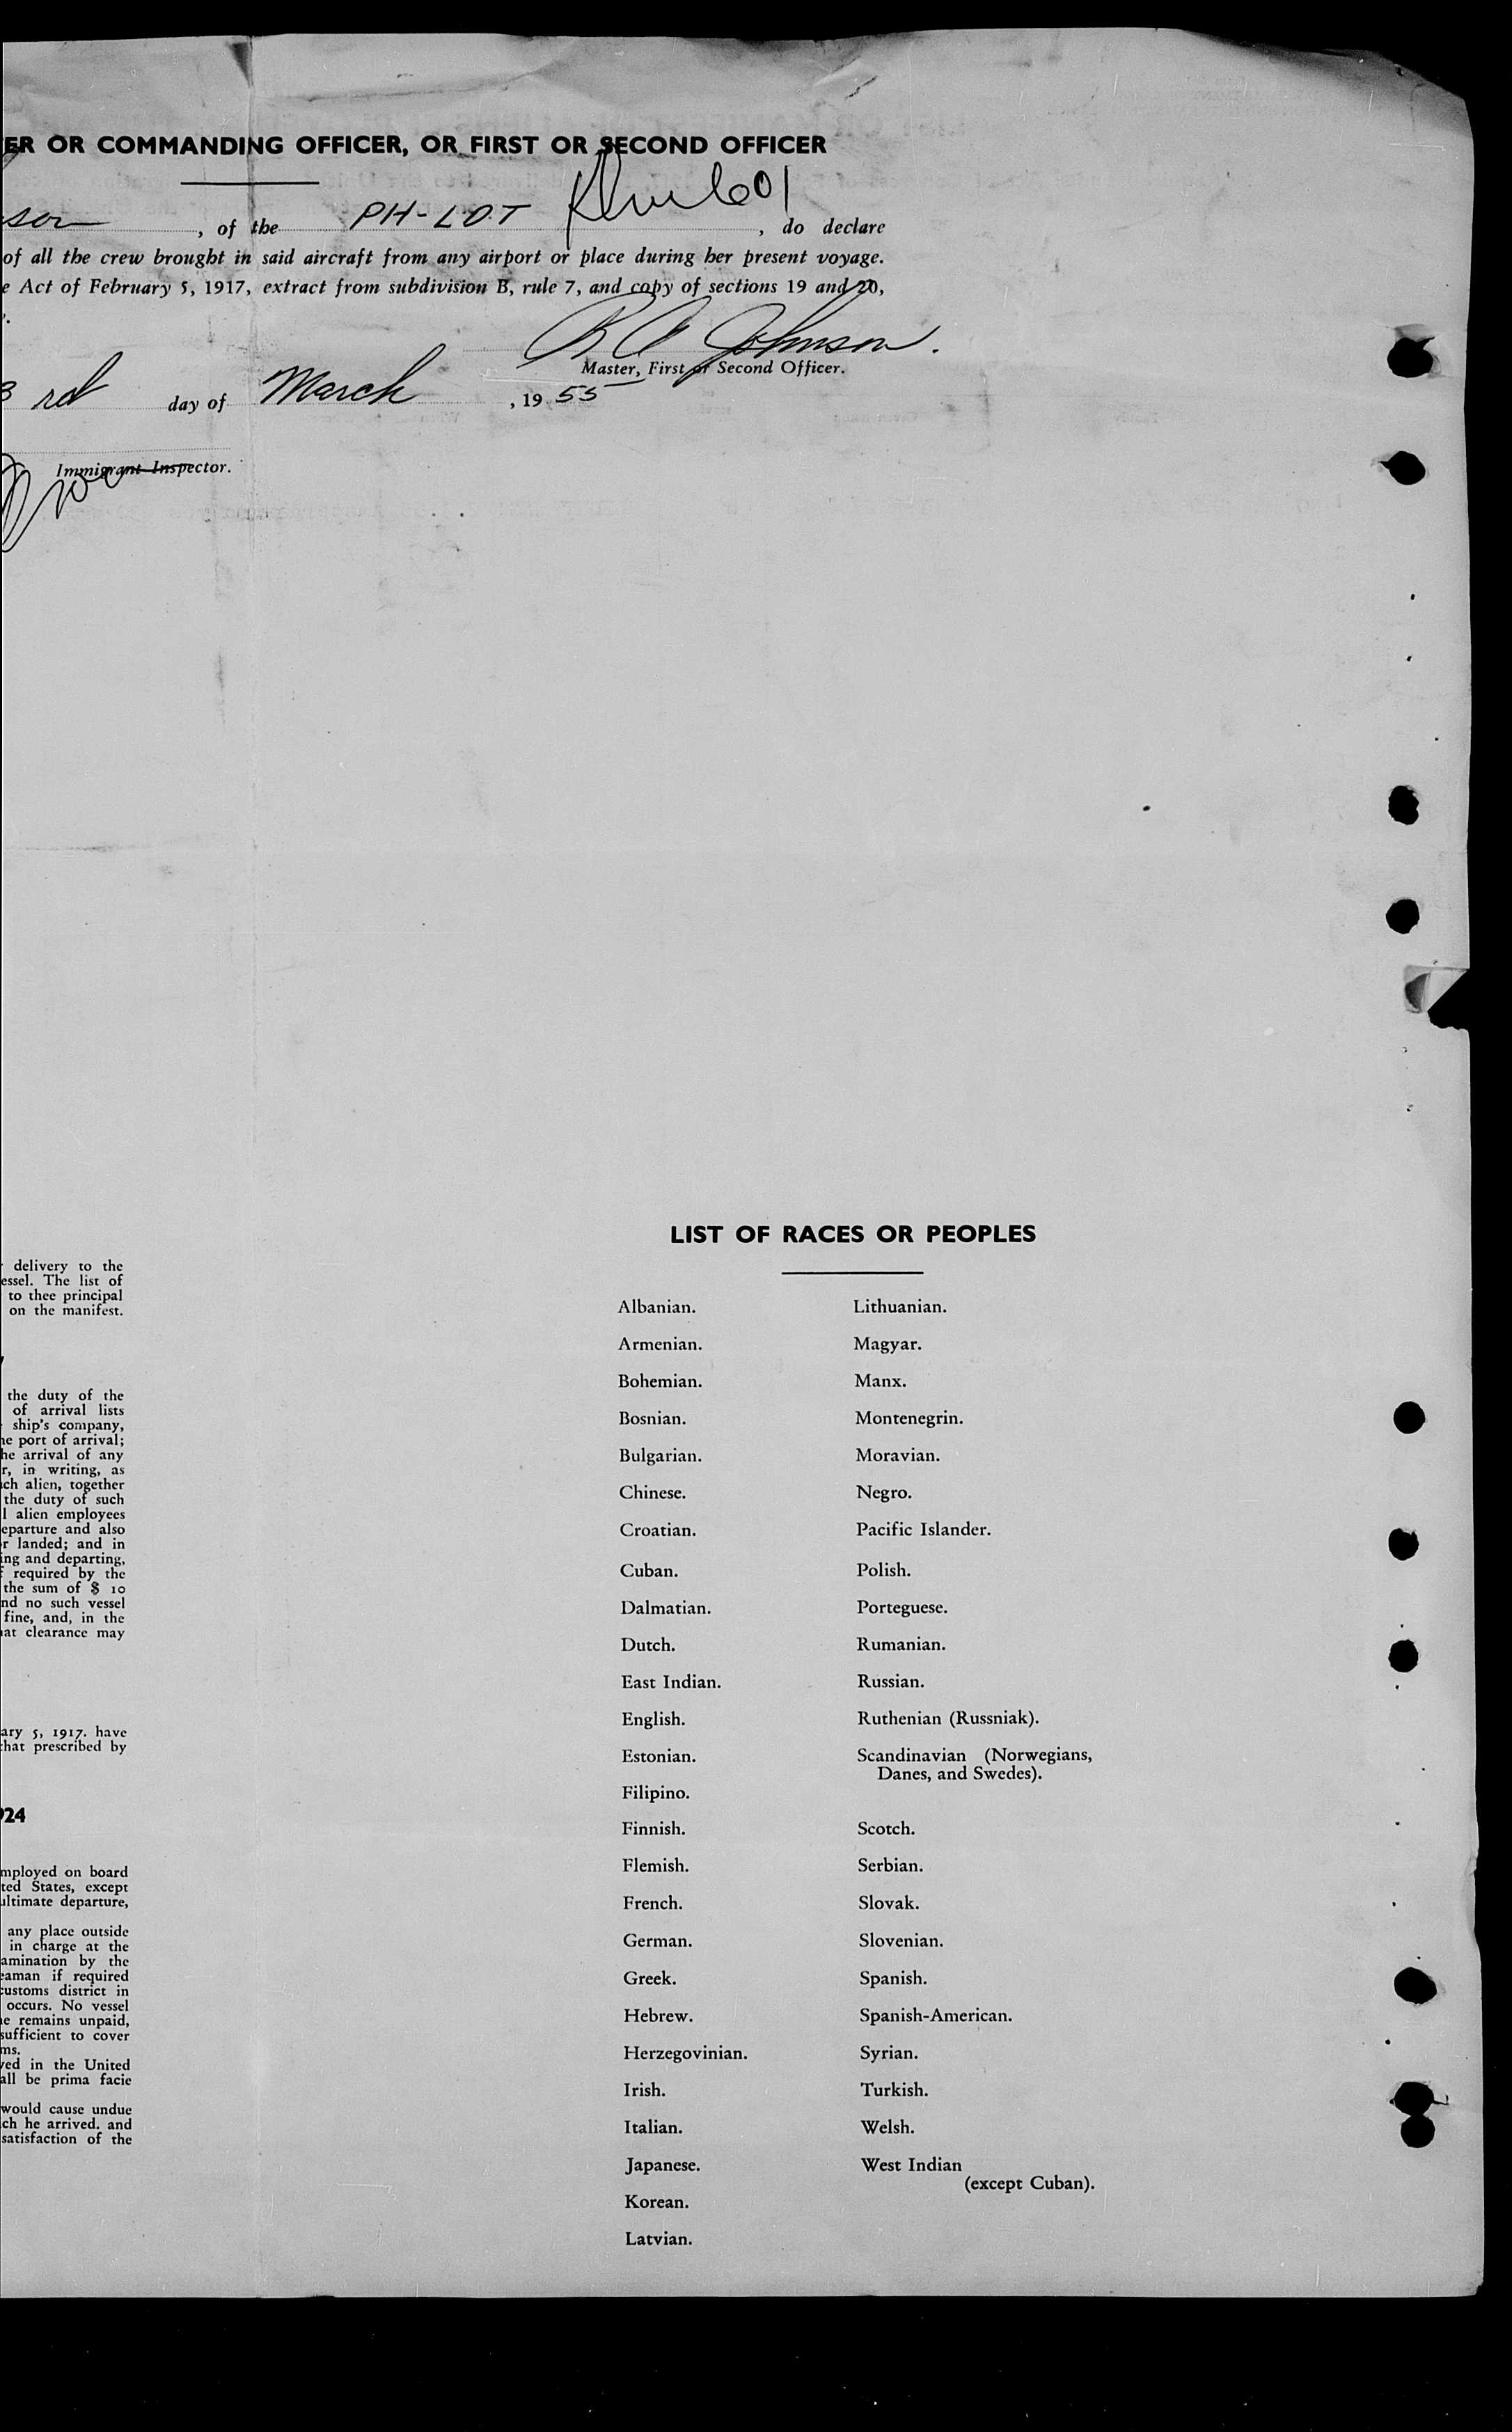 ER OR COMMANDING OFFICER, OR FIRST OR SECOND OFFICER
son, of the PH-LDT, do declare
of all the crew brought in said aircraft from any airport or place during her present voyage.
e Act of February 5, 1917, extract from subdivision B, rule 7, and copy of sections 19 and 20,
R A Johnson.
Master, First or Second Officer.
3 rd day of March, 19 55
Immigrant Inspector.
delivery to the
essel. The list of
to thee principal
on the manifest.
the duty of the
of arrival lists
ship's company,
he port of arrival;
he arrival of any
r, in writing, as
ich alien, together
the duty of such
l alien employees
eparture and also
r landed; and in
ing and departing,
f required by the
the sum of $ 10
nd no such vessel
fine, and, in the
hat clearance may
ary 5, 1917. have
that prescribed by
924
mployed on board
ted States, except
ultimate departure,
any place outside
in charge at the
amination by the
eaman if required
customs district in
occurs. No vessel
ne remains unpaid,
sufficient to cover
ms.
ved in the United
all be prima facie
would cause undue
ch he arrived. and
satisfaction of the
LIST OF RACES OR PEOPLES
Albanian.
Armenian.
Bohemian.
Bosnian.
Bulgarian.
Chinese.
Croatian.
Cuban.
Dalmatian.
Dutch.
East Indian.
English.
Estonian.
Filipino.
Finnish.
Flemish.
French.
German.
Greek.
Hebrew.
Herzegovinian.
Irish.
Italian.
Japanese.
Korean.
Latvian.
Lithuanian.
Magyar.
Manx.
Montenegrin.
Moravian.
Negro.
Pacific Islander.
Polish.
Porteguese.
Rumanian.
Russian.
Ruthenian (Russniak).
Scandinavian (Norwegians,
Danes, and Swedes).
Scotch.
Serbian.
Slovak.
Slovenian.
Spanish.
Spanish-American.
Syrian.
Turkish.
Welsh.
West Indian
(except Cuban).